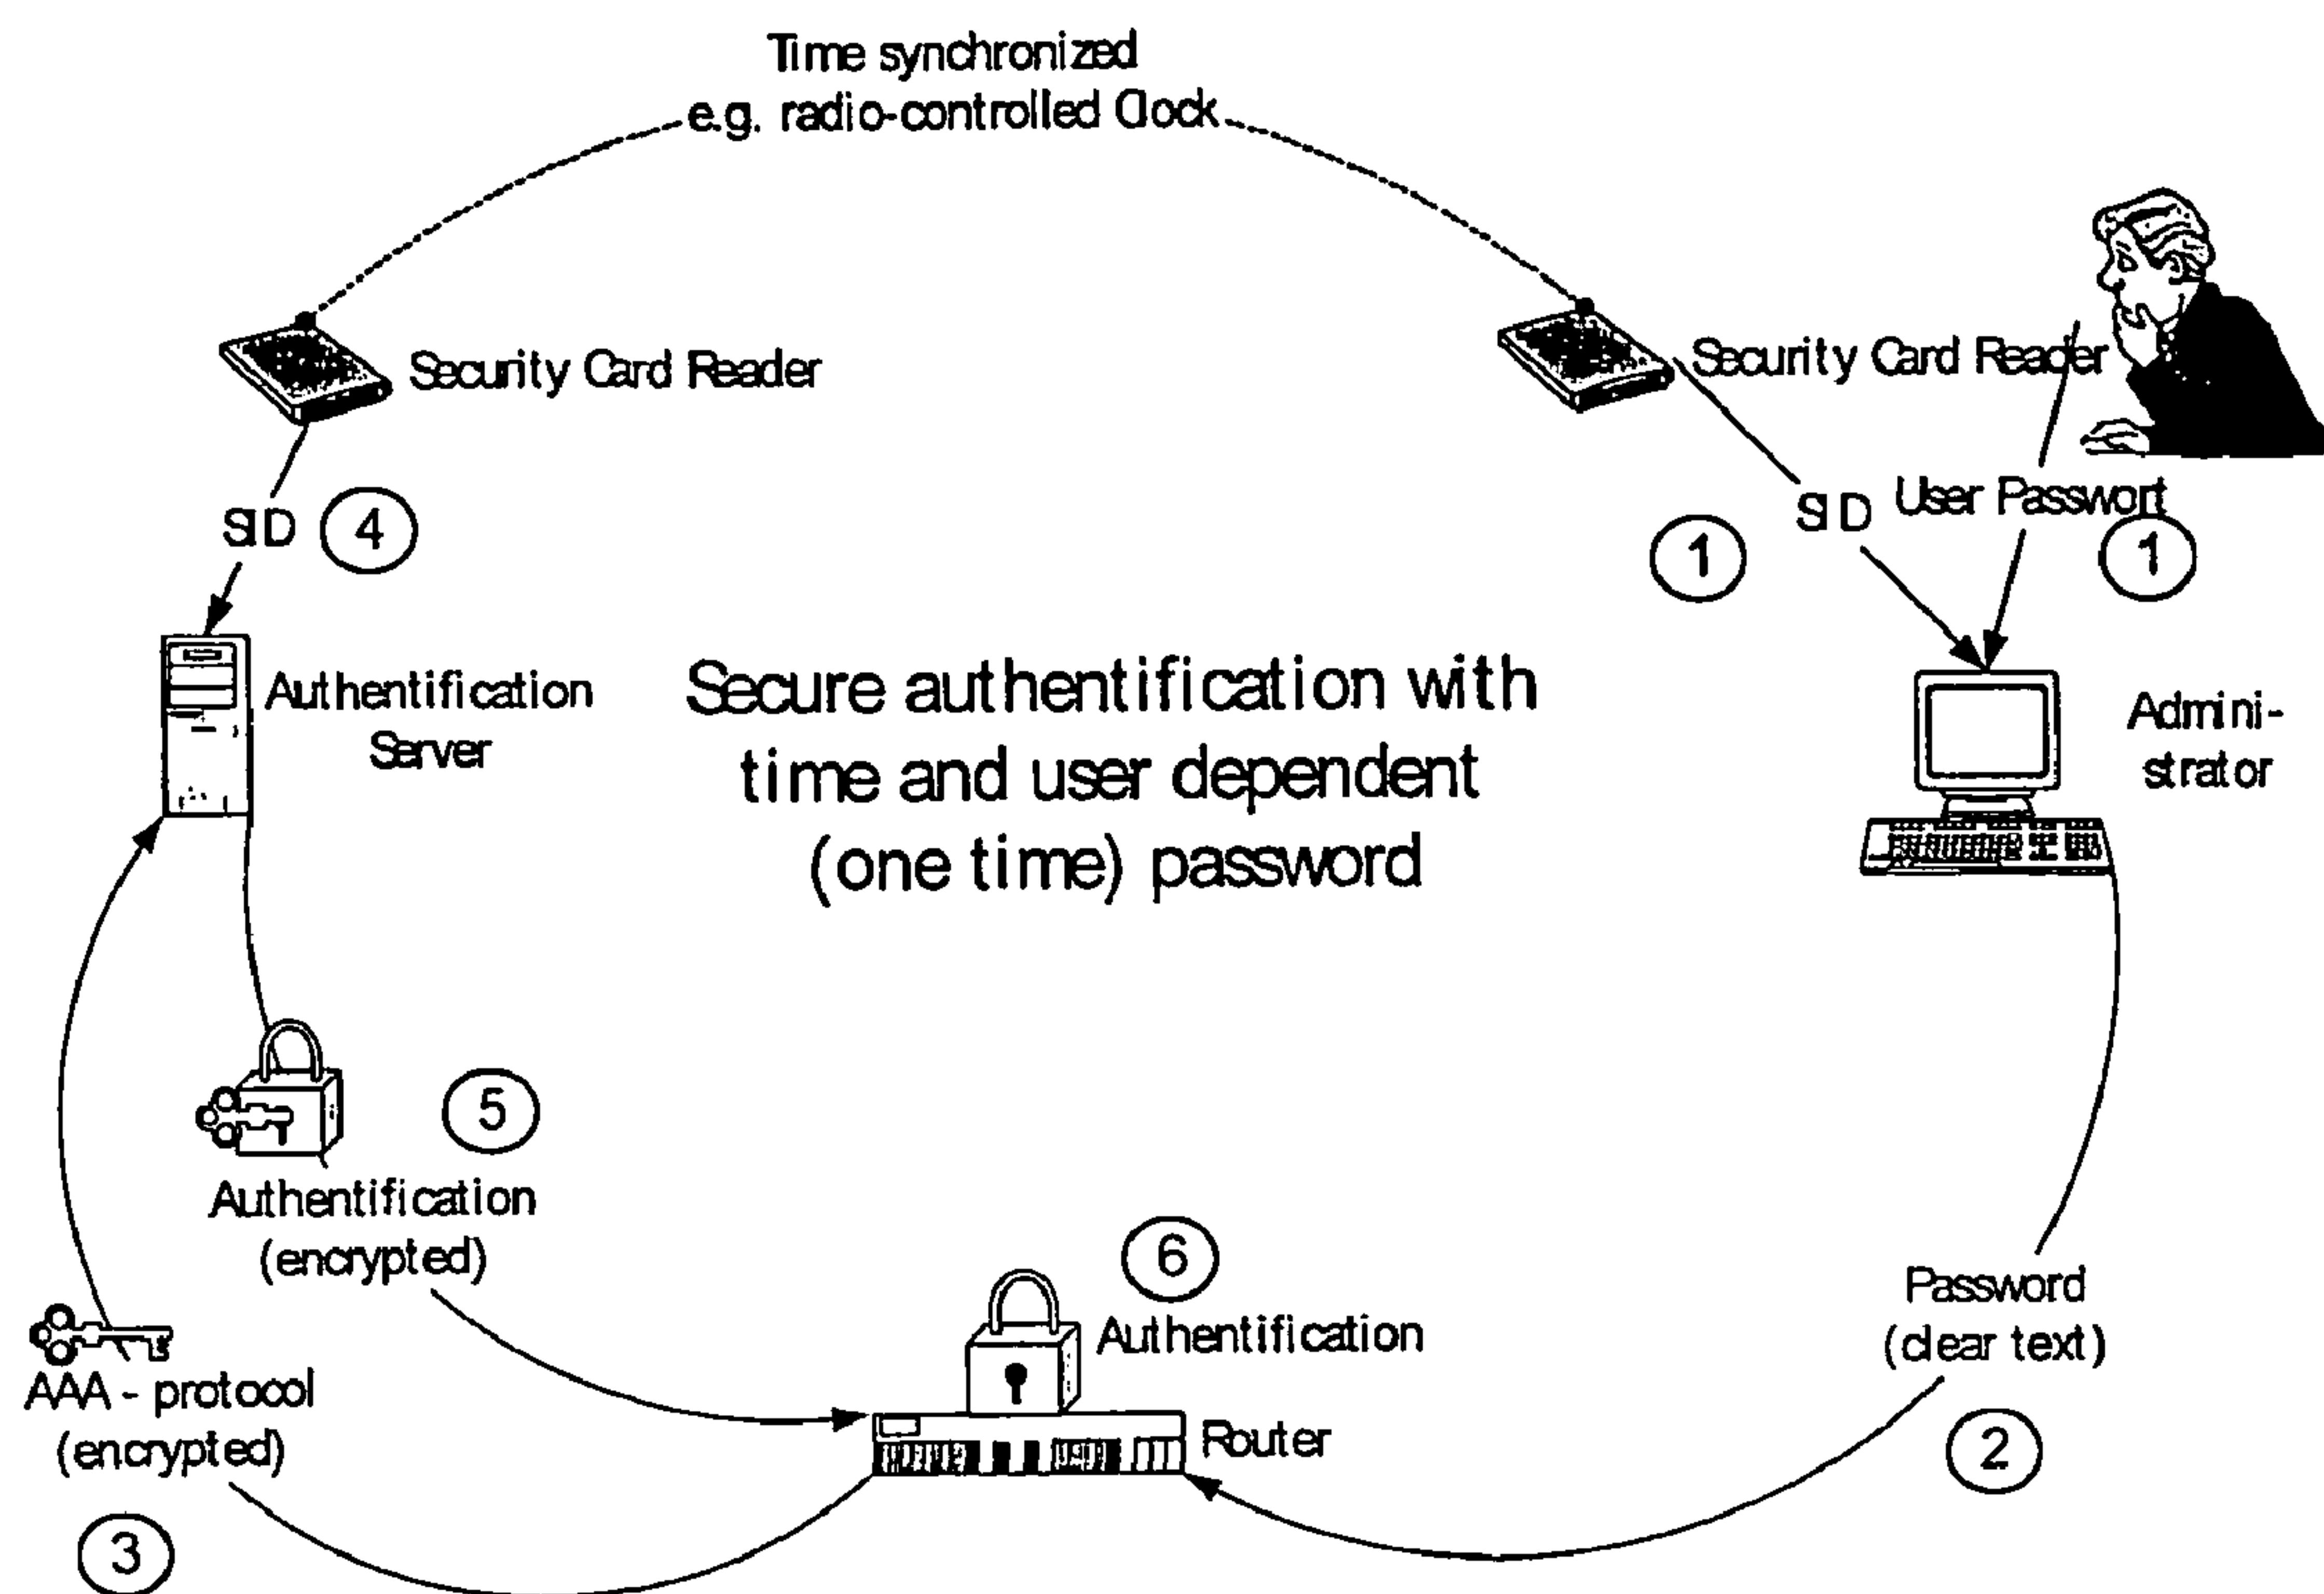 Time synchronized
e.g. radio-controlled Clock
Security Card Reader
Security Card Reader
SID
4
1
SID
User Passwort
1
Authentification
Server
Secure authentification with
time and user dependent
(one time) password
Admini-
strator
5
Authentification
(encrypted)
6
Authentification
Router
Password
(clear text)
2
AAA - protocol
(encrypted)
3